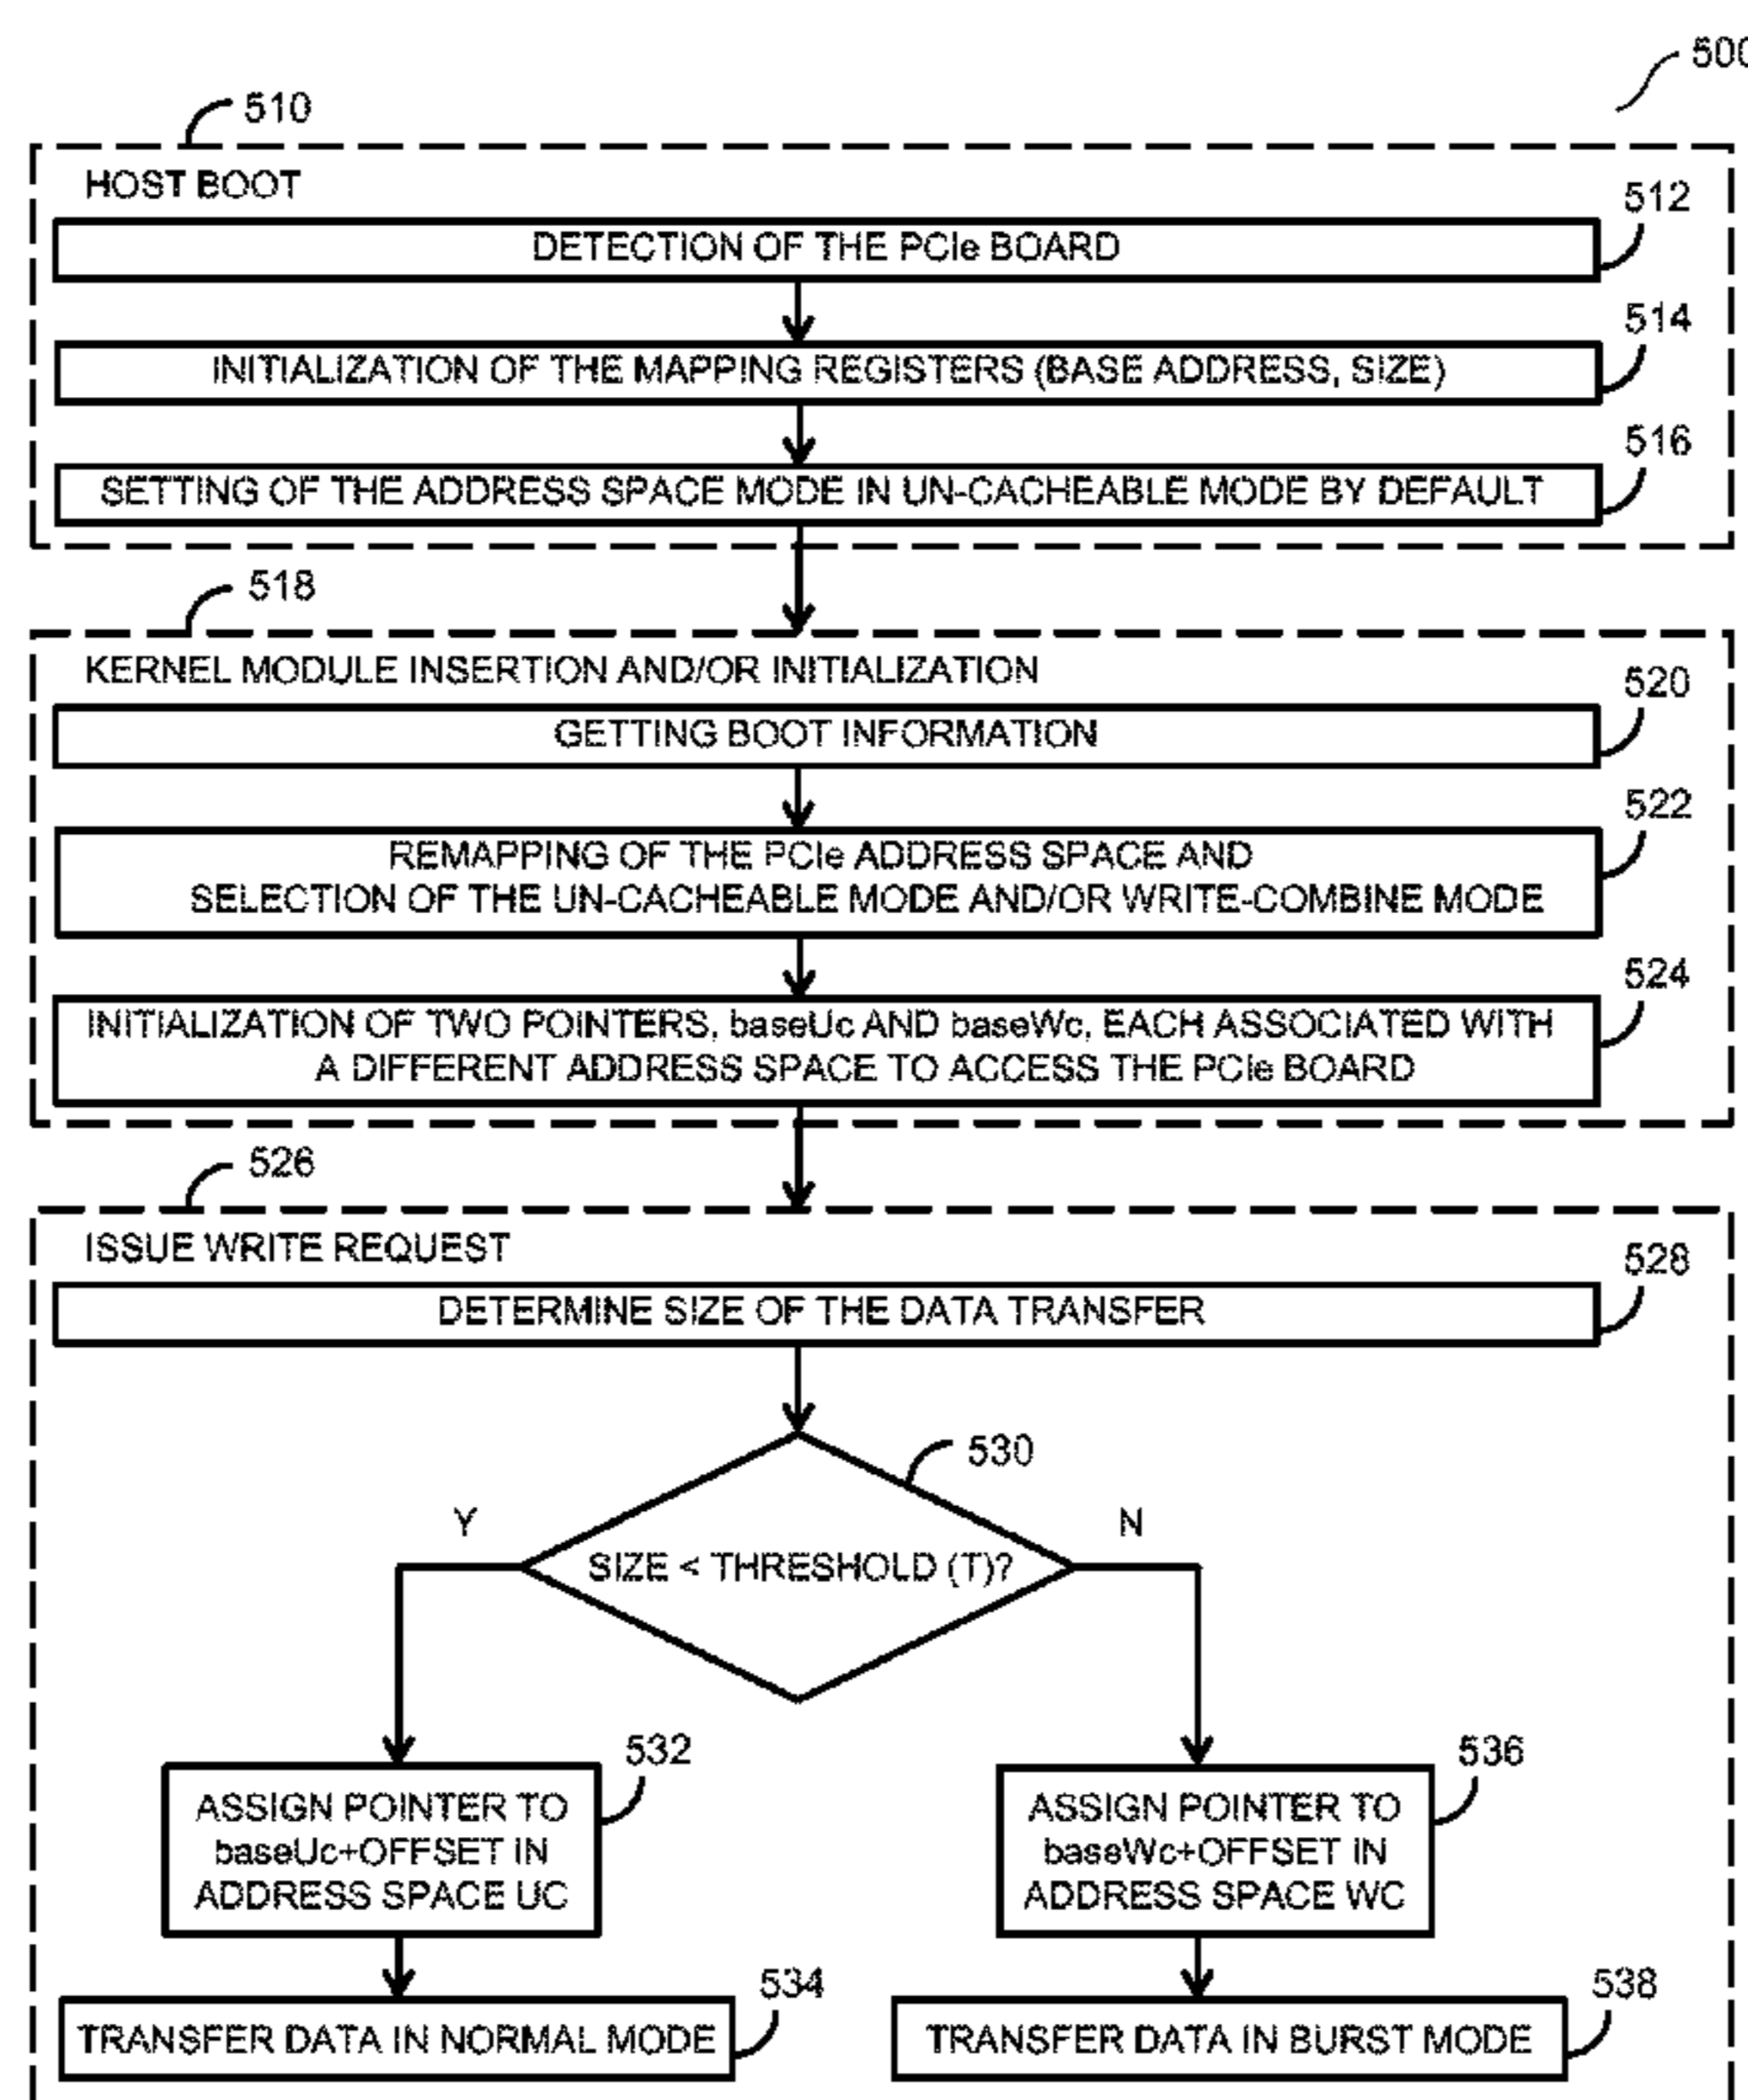 500
510
HOST BOOT
512
DETECTION OF THE PCIe BOARD
514
INITIALIZATION OF THE MAPPING REGISTERS (BASE ADDRESS, SIZE)
516
SETTING OF THE ADDRESS SPACE MODE IN UN-CACHEABLE MODE BY DEFAULT
518
KERNEL MODULE INSERTION AND/OR INITIALIZATION
520
GETTING BOOT INFORMATION
522
REMAPPING OF THE PCIe ADDRESS SPACE AND
SELECTION OF THE UN-CACHEABLE MODE AND/OR WRITE-COMBINE MODE
524
INITIALIZATION OF TWO POINTERS, baseUc AND baseWc, EACH ASSOCIATED WITH
A DIFFERENT ADDRESS SPACE TO ACCESS THE PCIe BOARD
526
ISSUE WRITE REQUEST
528
DETERMINE SIZE OF THE DATA TRANSFER
530
Y
N
SIZE < THRESHOLD (T)?
532
ASSIGN POINTER TO
baseUc+OFFSET IN
ADDRESS SPACE UC
536
ASSIGN POINTER TO
baseWc+OFFSET IN
ADDRESS SPACE WC
534
TRANSFER DATA IN NORMAL MODE
538
TRANSFER DATA IN BURST MODE